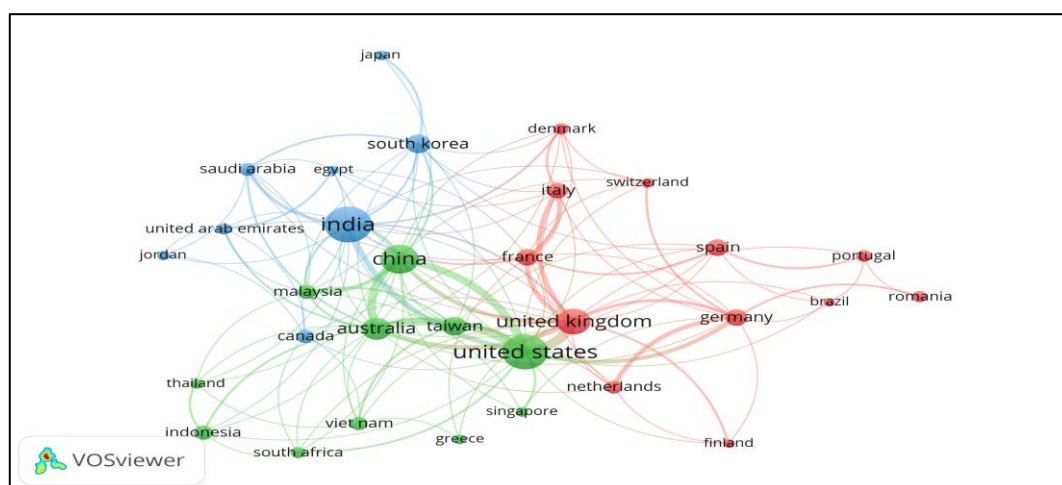 japan
denmark
south korea
saudi arabia
egypt
switzerland
italy
india
united arab emirates
spain
china
france
jordan
portugal
malaysia
romania
brazil
united kingdom
germany
australia
taiwan
canada
united states
thailand
netherlands
singapore
viet nam
indonesia
greece
south africa
finland
VOSviewer